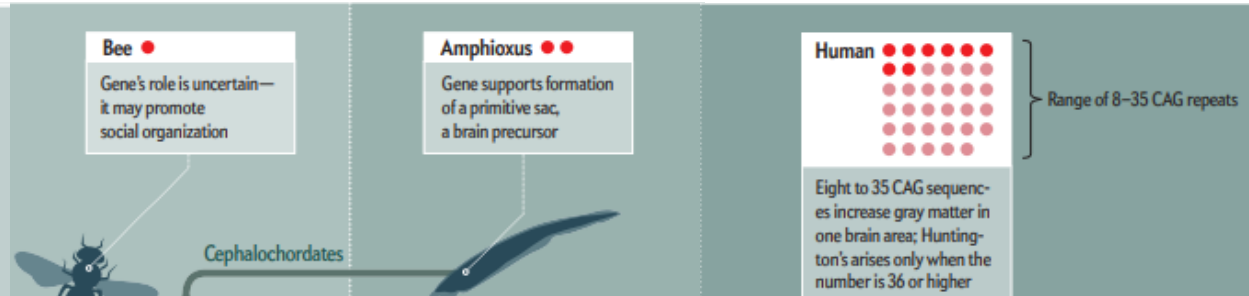 Bee
Gene's role is uncertain—
it may promote
social organization
Amphioxus
Gene supports formation
of a primitive sac,
a brain precursor
Human
Range of 8–35 CAG repeats
Eight to 35 CAG sequenc-
es increase gray matter in
one brain area; Hunting-
ton's arises only when the
number is 36 or higher
Cephalochordates